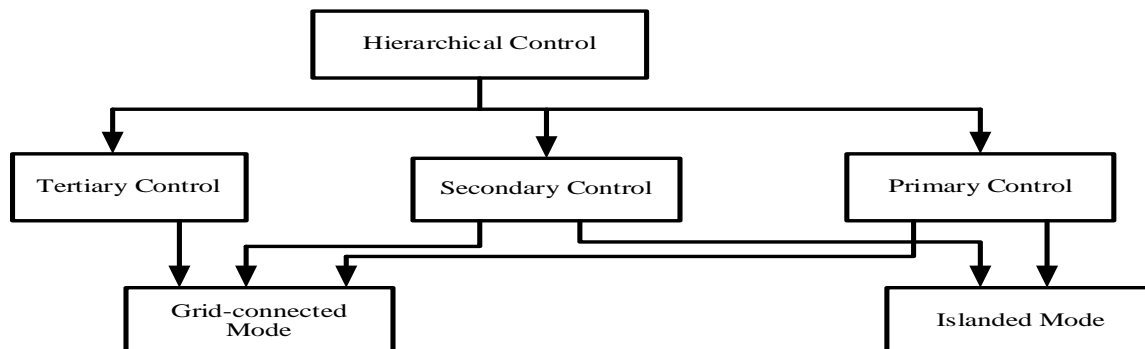 Hierarchical Control
Tertiary Control
Secondary Control
Primary Control
Grid-connected
Mode
Islanded Mode